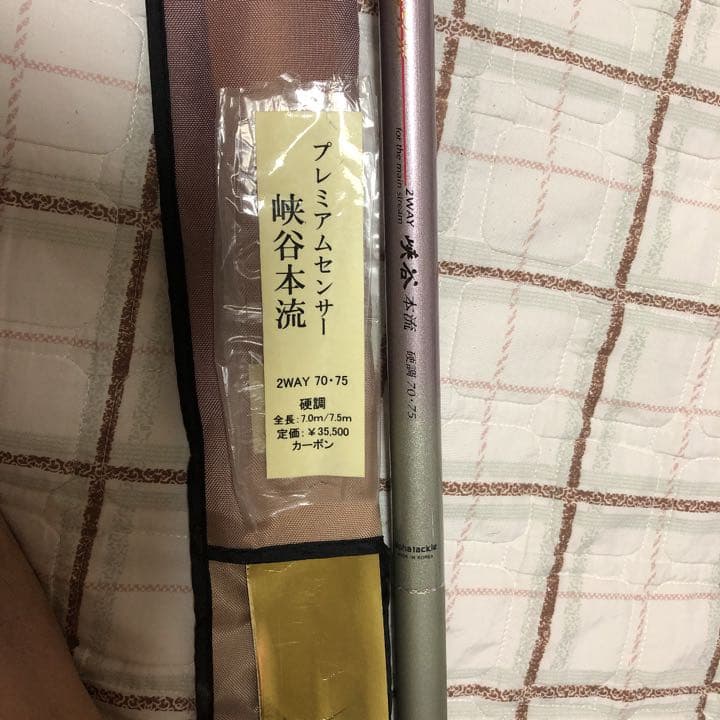 プレミアムセンサー
峡谷本流
2WAY 70・75
硬調
全長:7.0m/7.5m
定価:¥35,500
カーボン
for the main stream
2WAY 峡谷 本流 硬調 70・75
alphatackle
MADE IN KOREA